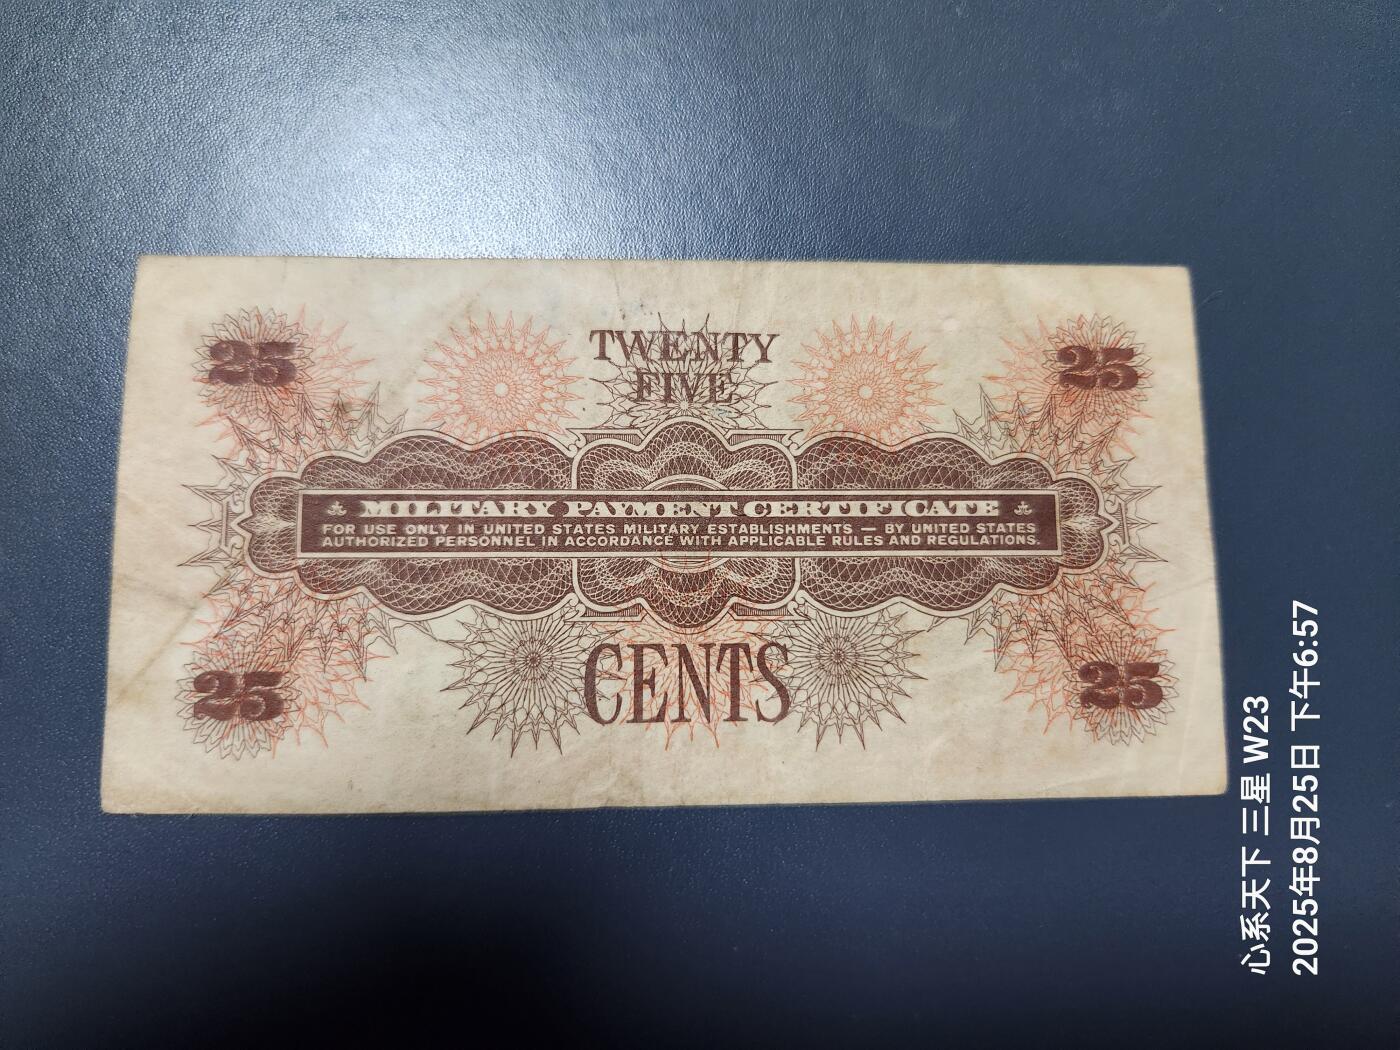 25
TWENTY
FIVE
25
MILITARY PAYMENT CERTIFICATE
FOR USE ONLY IN UNITED STATES MILITARY ESTABLISHMENTS — BY UNITED STATES
AUTHORIZED PERSONNEL IN ACCORDANCE WITH APPLICABLE RULES AND REGULATIONS.
25
CENTS
25
心系天下 三星 W23
2025年8月25日 下午6:57